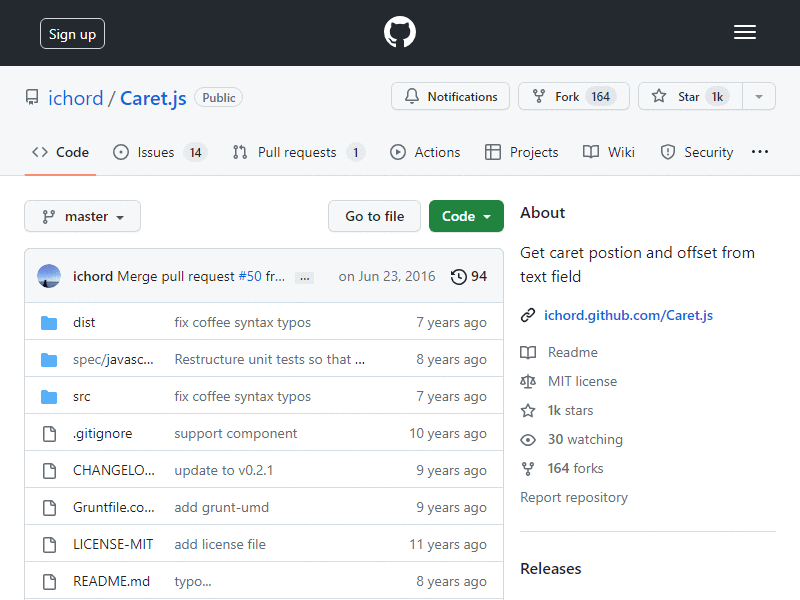 Sign up
ichord / Caret.js Public
Notifications Fork 164 Star 1k
Code Issues 14 Pull requests 1 Actions Projects Wiki Security ...
master Go to file Code
ichord Merge pull request #50 fr... ... on Jun 23, 2016 94
dist fix coffee syntax typos 7 years ago
spec/javasc... Restructure unit tests so that ... 8 years ago
src fix coffee syntax typos 7 years ago
.gitignore support component 10 years ago
CHANGELO... update to v0.2.1 9 years ago
Gruntfile.co... add grunt-umd 9 years ago
LICENSE-MIT add license file 11 years ago
README.md typo... 8 years ago
About
Get caret postion and offset from
text field
ichord.github.com/Caret.js
Readme
MIT license
1k stars
30 watching
164 forks
Report repository
Releases